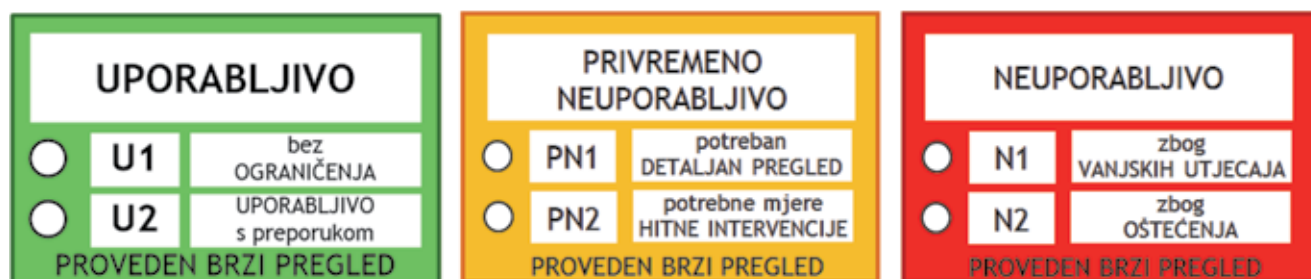 UPORABLJIVO
U1
bez
OGRANIČENJA
U2
UPORABLJIVO
s preporukom
PROVEDEN BRZI PREGLED
PRIVREMENO
NEUPORABLJIVO
PN1
potreban
DETALJAN PREGLED
PN2
potrebne mjere
HITNE INTERVENCIJE
PROVEDEN BRZI PREGLED
NEUPORABLJIVO
N1
zbog
VANJSKIH UTJECAJA
N2
zbog
OŠTEĆENJA
PROVEDEN BRZI PREGLED